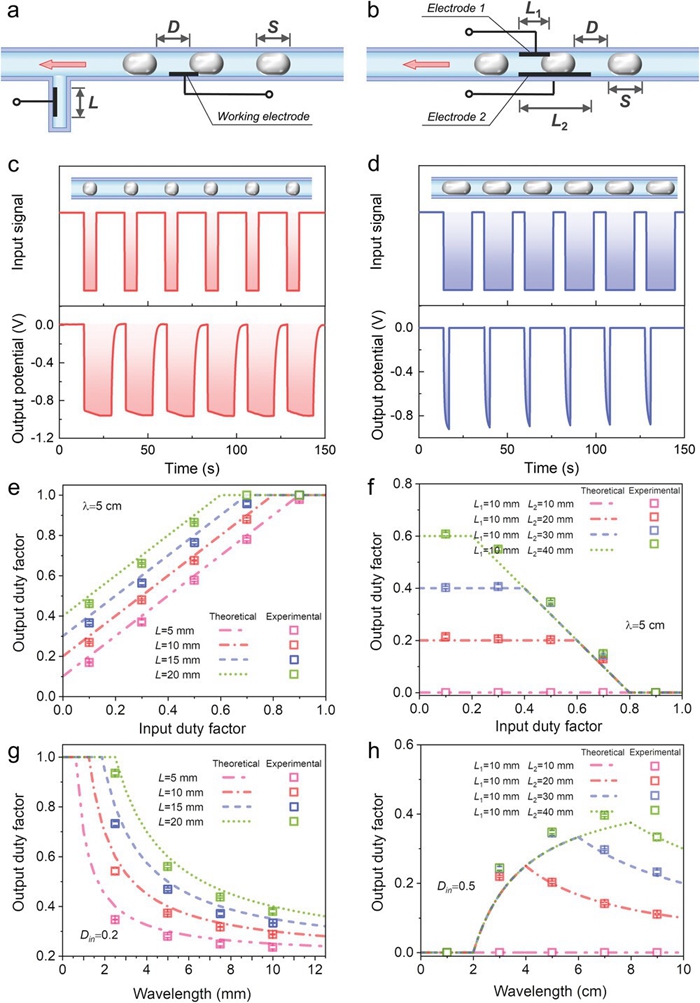 a
D
S
L
Working electrode
b
Electrode 1
L1
D
Electrode 2
L2
S
c
Input signal
Output potential (V)
0.0
-0.4
-0.8
-1.2
0 50 100 150
Time (s)
d
Input signal
Output potential (V)
0.0
-0.4
-0.8
0 50 100 150
Time (s)
e
λ=5 cm
Output duty factor
1.0
0.8
0.6
0.4
0.2
0.0
Theoretical Experimental
L=5 mm
L=10 mm
L=15 mm
L=20 mm
0.0 0.2 0.4 0.6 0.8 1.0
Input duty factor
f
Theoretical Experimental
L1=10 mm L2=10 mm
L1=10 mm L2=20 mm
L1=10 mm L2=30 mm
L1=10 mm L2=40 mm
λ=5 cm
Output duty factor
1.0
0.8
0.6
0.4
0.2
0.0
0.0 0.2 0.4 0.6 0.8 1.0
Input duty factor
g
Theoretical Experimental
L=5 mm
L=10 mm
L=15 mm
L=20 mm
Din=0.2
Output duty factor
1.0
0.8
0.6
0.4
0.2
0.0 2.5 5.0 7.5 10.0 12.5
Wavelength (mm)
h
Theoretical Experimental
L1=10 mm L2=10 mm
L1=10 mm L2=20 mm
L1=10 mm L2=30 mm
L1=10 mm L2=40 mm
Din=0.5
Output duty factor
0.6
0.4
0.2
0.0
0 2 4 6 8 10
Wavelength (cm)